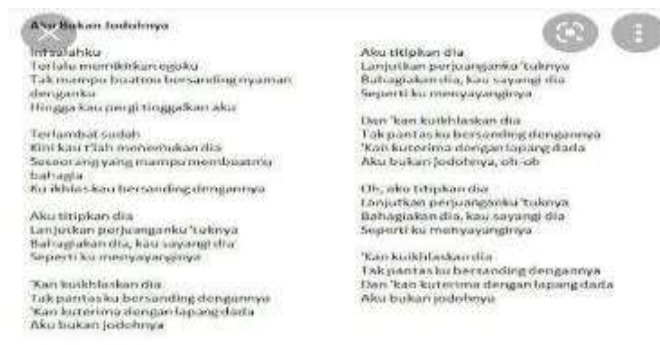 Aku Bukan Jodohnya
Ini salahku
Terlalu memikirkan egoku
Tak mampu buatmu bersanding nyaman
denganku
Hingga kau pergi tinggalkan aku
Terlambat sudah
Kini kau t'lah menemukan dia
Seseorang yang mampu membuatmu
bahagia
Ku ikhlas kau bersanding dengannya
Aku titipkan dia
Lanjutkan perjuanganku 'tuknya
Bahagiakan dia, kau sayangi dia
Seperti ku menyayanginya
'Kan kuikhlaskan dia
Tak pantas ku bersanding dengannya
'Kan kuterima dengan lapang dada
Aku bukan jodohnya
Aku titipkan dia
Lanjutkan perjuanganku 'tuknya
Bahagiakan dia, kau sayangi dia
Seperti ku menyayanginya
Dan 'kan kuikhlaskan dia
Tak pantas ku bersanding dengannya
'Kan kuterima dengan lapang dada
Aku bukan jodohnya, oh-oh
Oh, aku titipkan dia
Lanjutkan perjuanganku 'tuknya
Bahagiakan dia, kau sayangi dia
Seperti ku menyayanginya
'Kan kuikhlaskan dia
Tak pantas ku bersanding dengannya
Dan 'kan kuterima dengan lapang dada
Aku bukan jodohnya